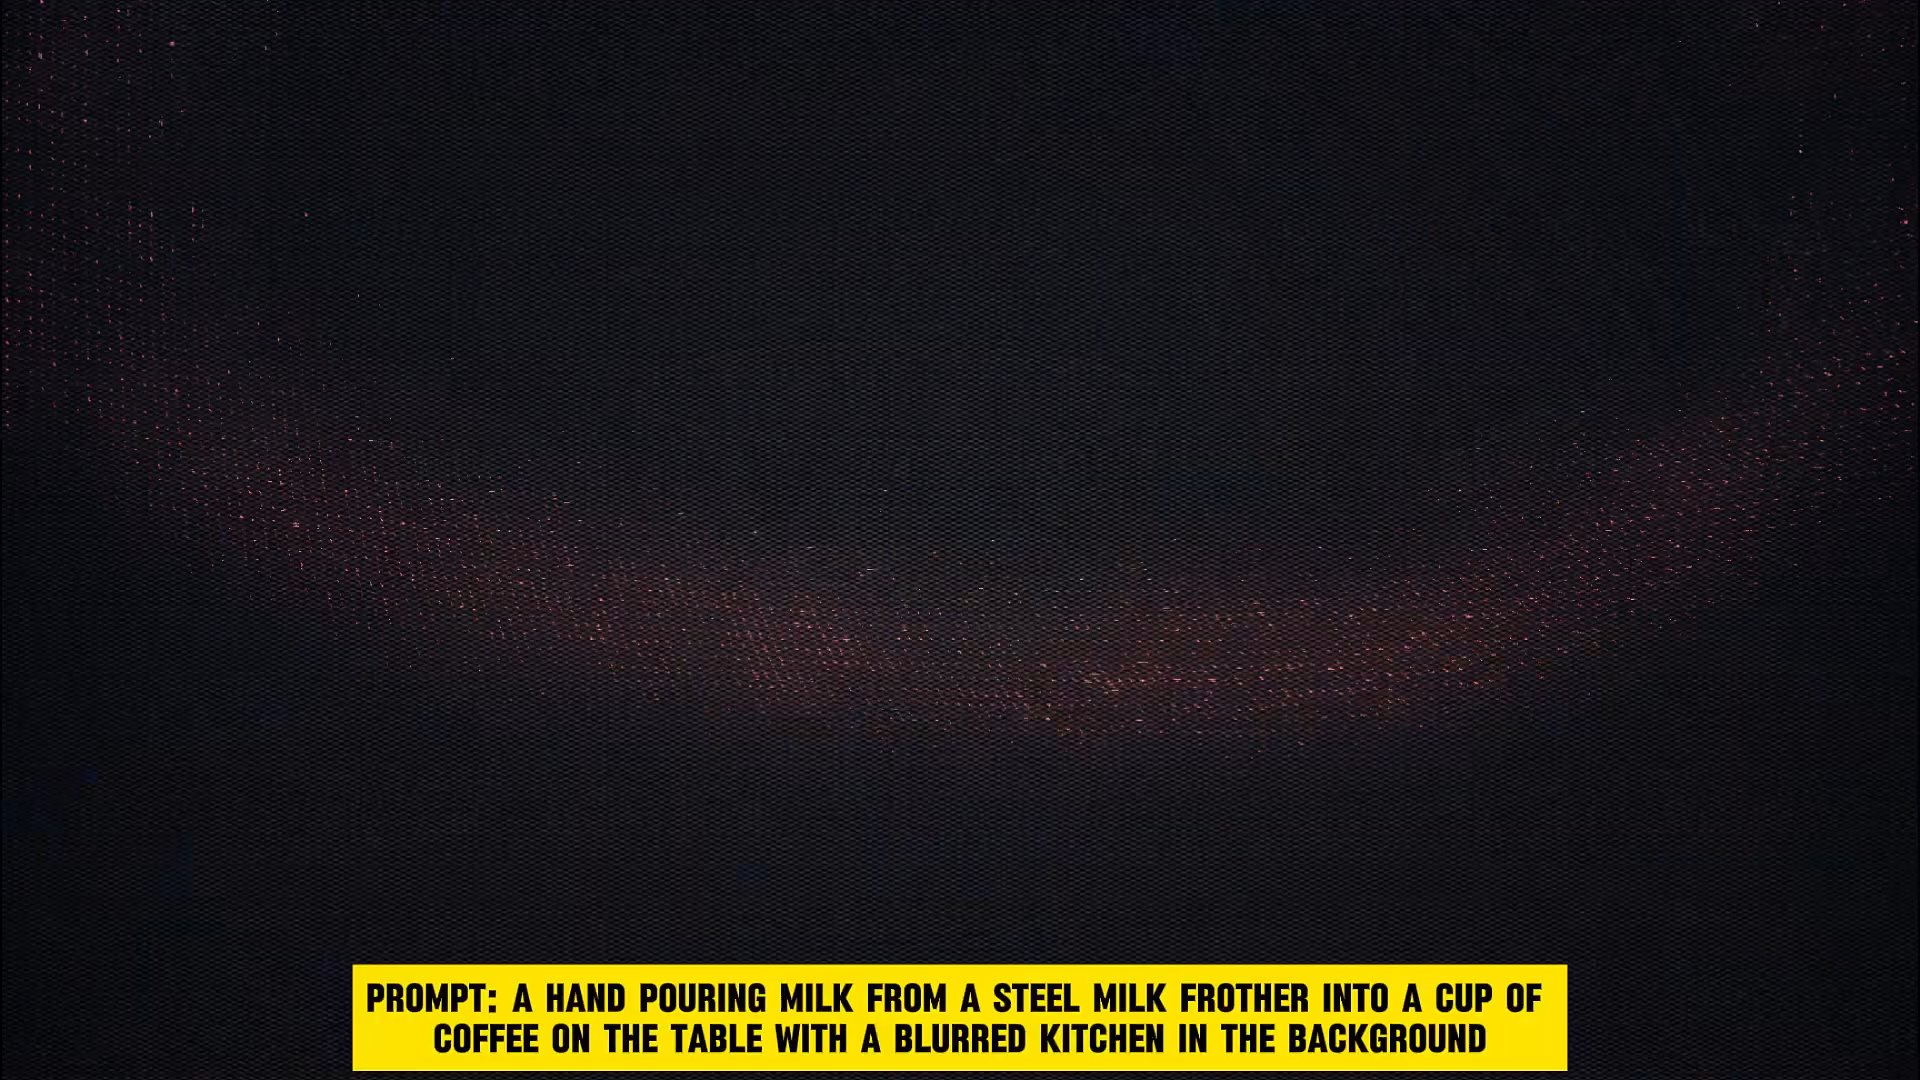 PROMPT: A HAND POURING MILK FROM A STEEL MILK FROTHER INTO A CUP OF
COFFEE ON THE TABLE WITH A BLURRED KITCHEN IN THE BACKGROUND